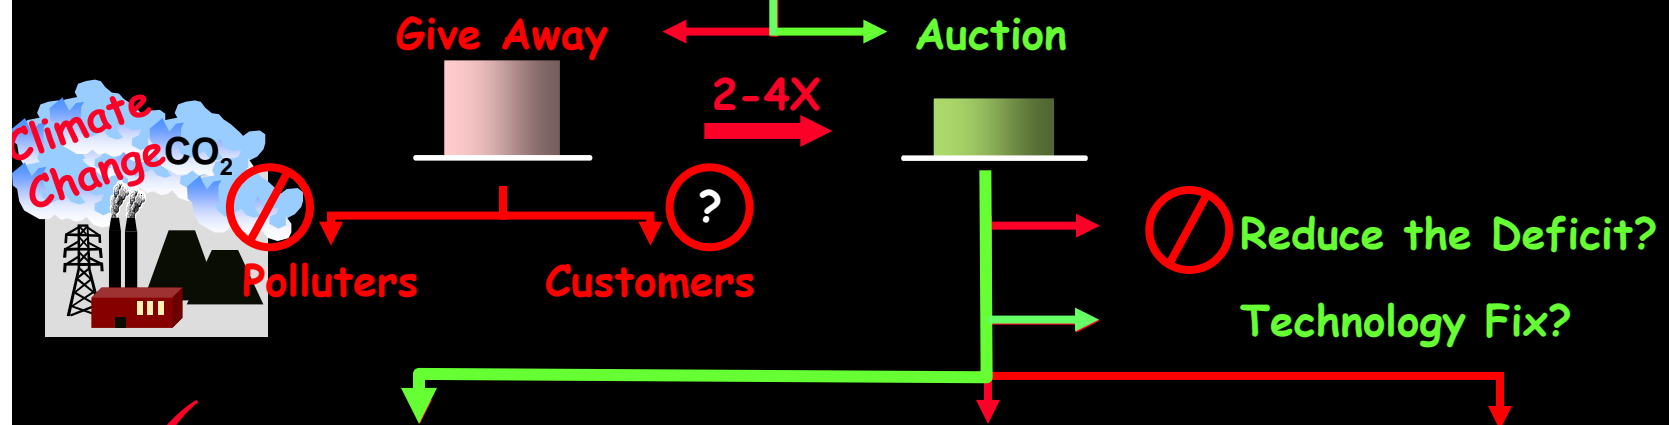 Give Away
Auction
2-4X
Climate
Change
CO₂
?
Polluters
Customers
Reduce the Deficit?
Technology Fix?